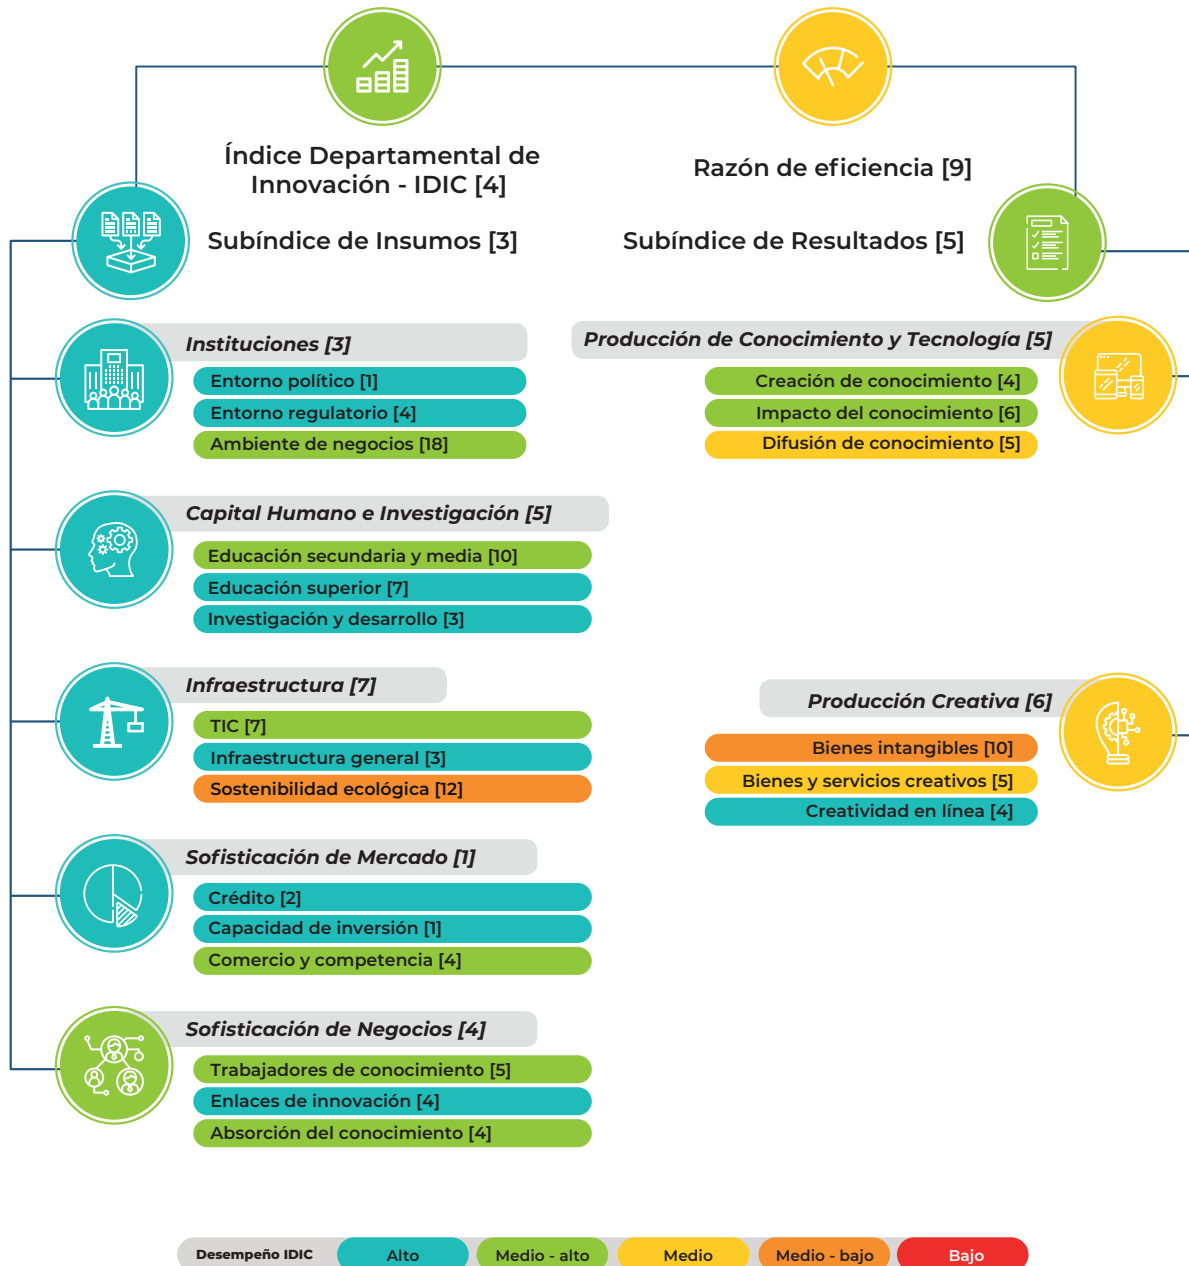 Índice Departamental de
Innovación - IDIC [4]
Razón de eficiencia [9]
Subíndice de Insumos [3]
Subíndice de Resultados [5]
Instituciones [3]
Entorno político [1]
Entorno regulatorio [4]
Ambiente de negocios [18]
Capital Humano e Investigación [5]
Educación secundaria y media [10]
Educación superior [7]
Investigación y desarrollo [3]
Infraestructura [7]
TIC [7]
Infraestructura general [3]
Sostenibilidad ecológica [12]
Sofisticación de Mercado [1]
Crédito [2]
Capacidad de inversión [1]
Comercio y competencia [4]
Sofisticación de Negocios [4]
Trabajadores de conocimiento [5]
Enlaces de innovación [4]
Absorción del conocimiento [4]
Producción de Conocimiento y Tecnología [5]
Creación de conocimiento [4]
Impacto del conocimiento [6]
Difusión de conocimiento [5]
Producción Creativa [6]
Bienes intangibles [10]
Bienes y servicios creativos [5]
Creatividad en línea [4]
Desempeño IDIC Alto Medio - alto Medio Medio - bajo Bajo